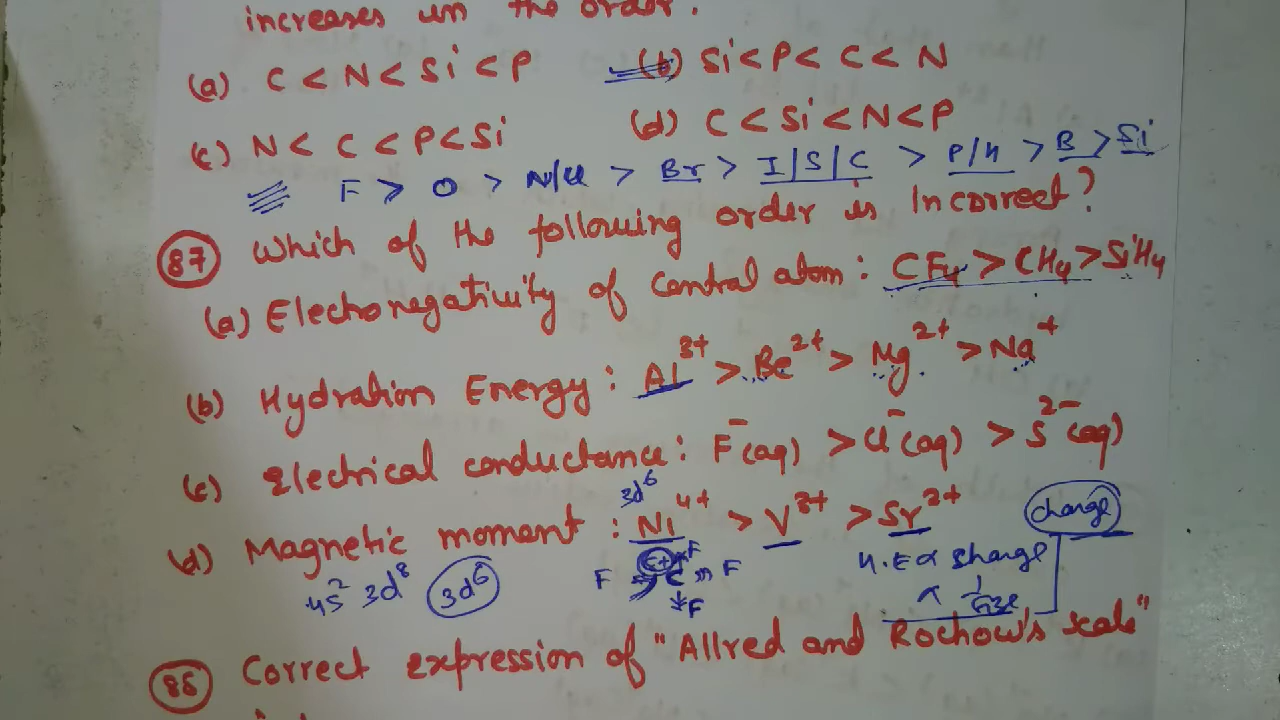 increases in the order.
(a) C < N < Si < P (b) Si < P < C < N
(c) N < C < P < Si (d) C < Si < N < P
F > O > N/Cl > Br > I/S/C > P/H > B > Si
87 Which of the following order is Incorrect?
(a) Electronegativity of Central atom : CF4 > CH4 > SiH4
(b) Hydration Energy : Al3+ > Be2+ > Mg2+ > Na+
(c) Electrical conductance : F-(aq) > Cl-(aq) > S2-(aq)
3d6
(d) Magnetic moment : Ni4+ > V3+ > Sr2+ change
4s2 3d8 3d6 F C+ F F F H.E α charge
α 1/size
86 Correct expression of "Allred and Rochow's scale"